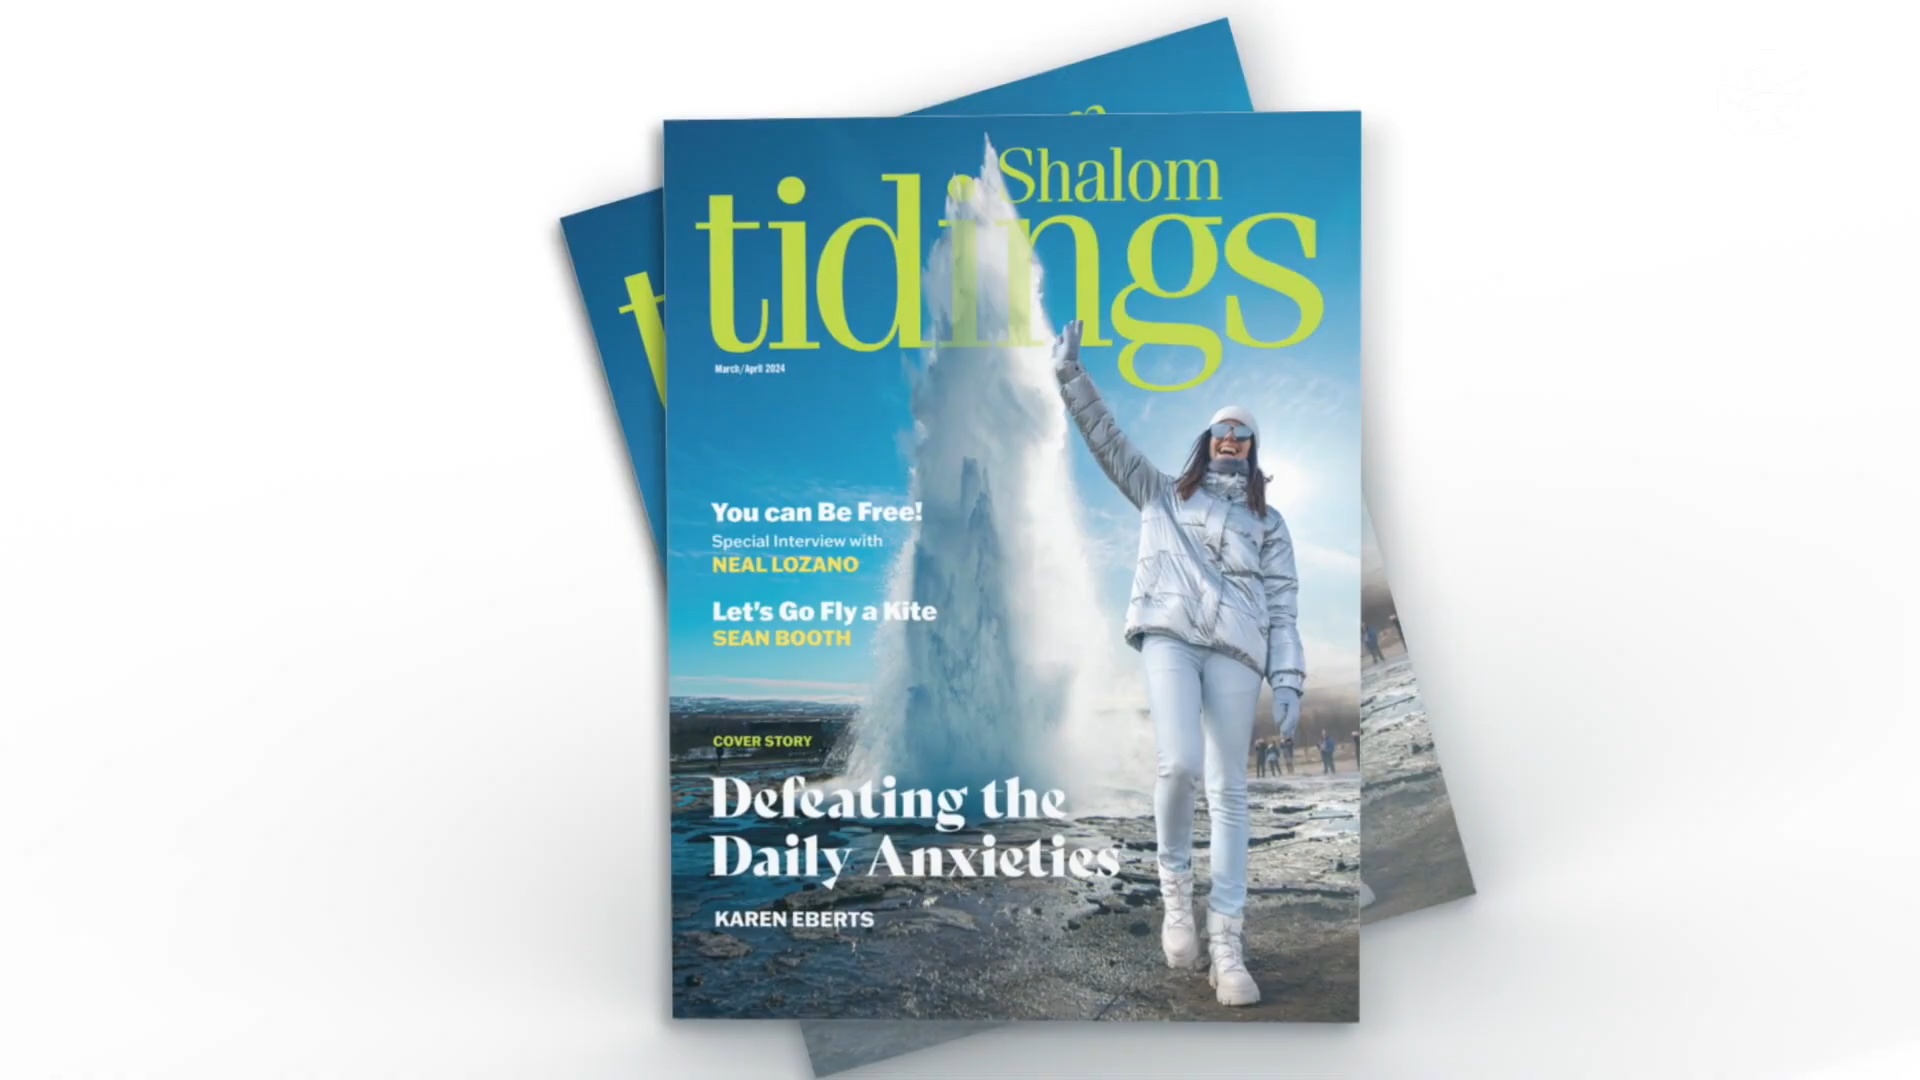 Shalom
tidings
March/April 2024
You can Be Free!
Special Interview with
NEAL LOZANO
Let's Go Fly a Kite
SEAN BOOTH
COVER STORY
Defeating the
Daily Anxieties
KAREN EBERTS